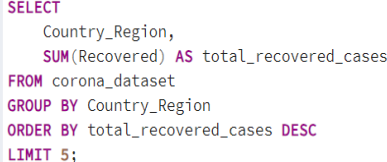 SELECT
    Country_Region,
    SUM(Recovered) AS total_recovered_cases
FROM corona_dataset
GROUP BY Country_Region
ORDER BY total_recovered_cases DESC
LIMIT 5;